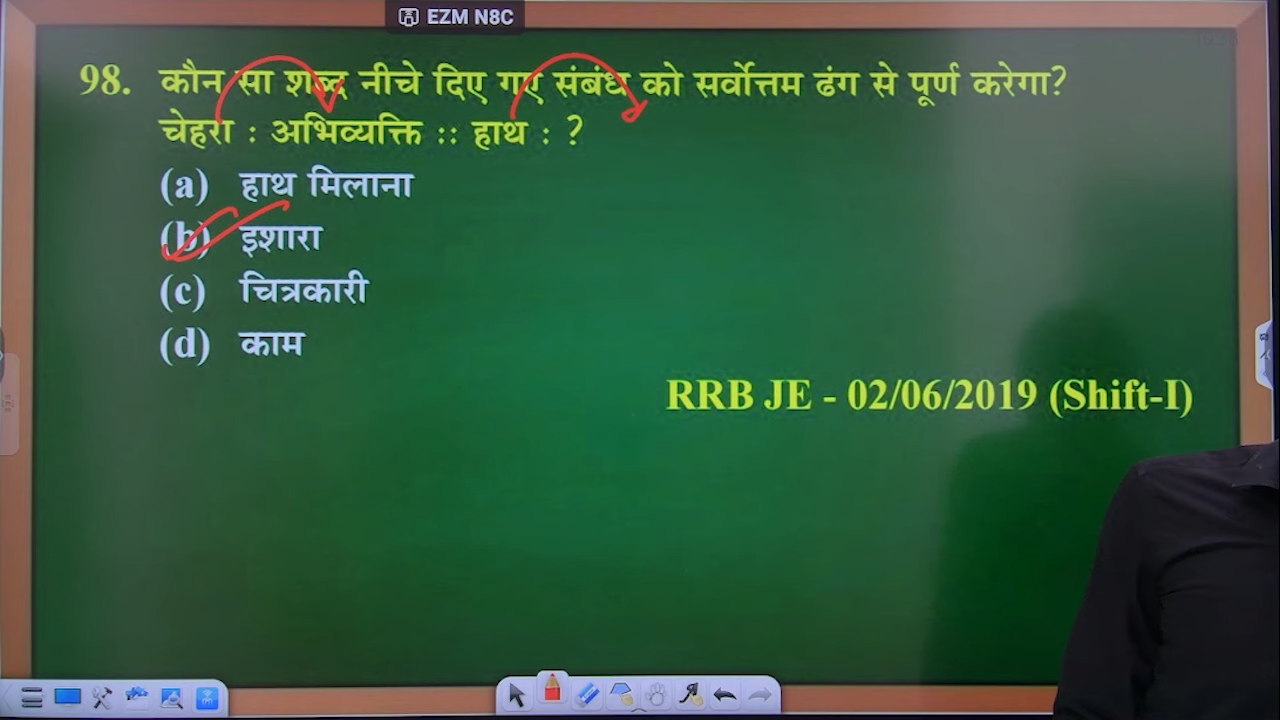 EZM N8C
98. कौन सा शब्द नीचे दिए गए संबंध को सर्वोत्तम ढंग से पूर्ण करेगा?
चेहरा : अभिव्यक्ति :: हाथ : ?
(a) हाथ मिलाना
(b) इशारा
(c) चित्रकारी
(d) काम
RRB JE - 02/06/2019 (Shift-I)